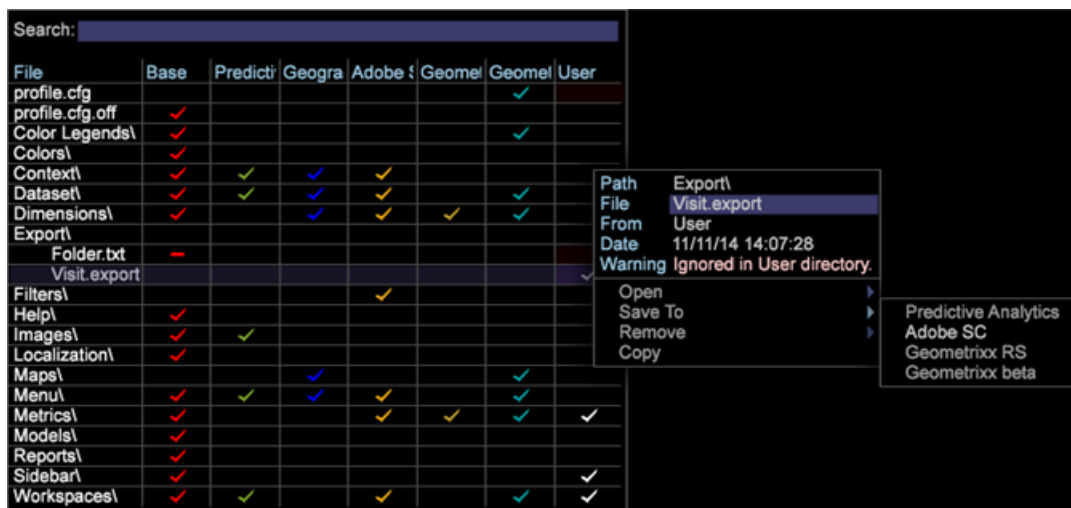 Search:
File Base Predicti Geogra Adobe S Geomet Geomet User
profile.cfg
profile.cfg.off
Color Legends\
Colors\
Context\
Dataset\
Dimensions\
Export\
Folder.txt
Visit.export
Filters\
Help\
Images\
Localization\
Maps\
Menu\
Metrics\
Models\
Reports\
Sidebar\
Workspaces\
Path Export\
File Visit.export
From User
Date 11/11/14 14:07:28
Warning Ignored in User directory.
Open
Save To
Remove
Copy
Predictive Analytics
Adobe SC
Geometrixx RS
Geometrixx beta